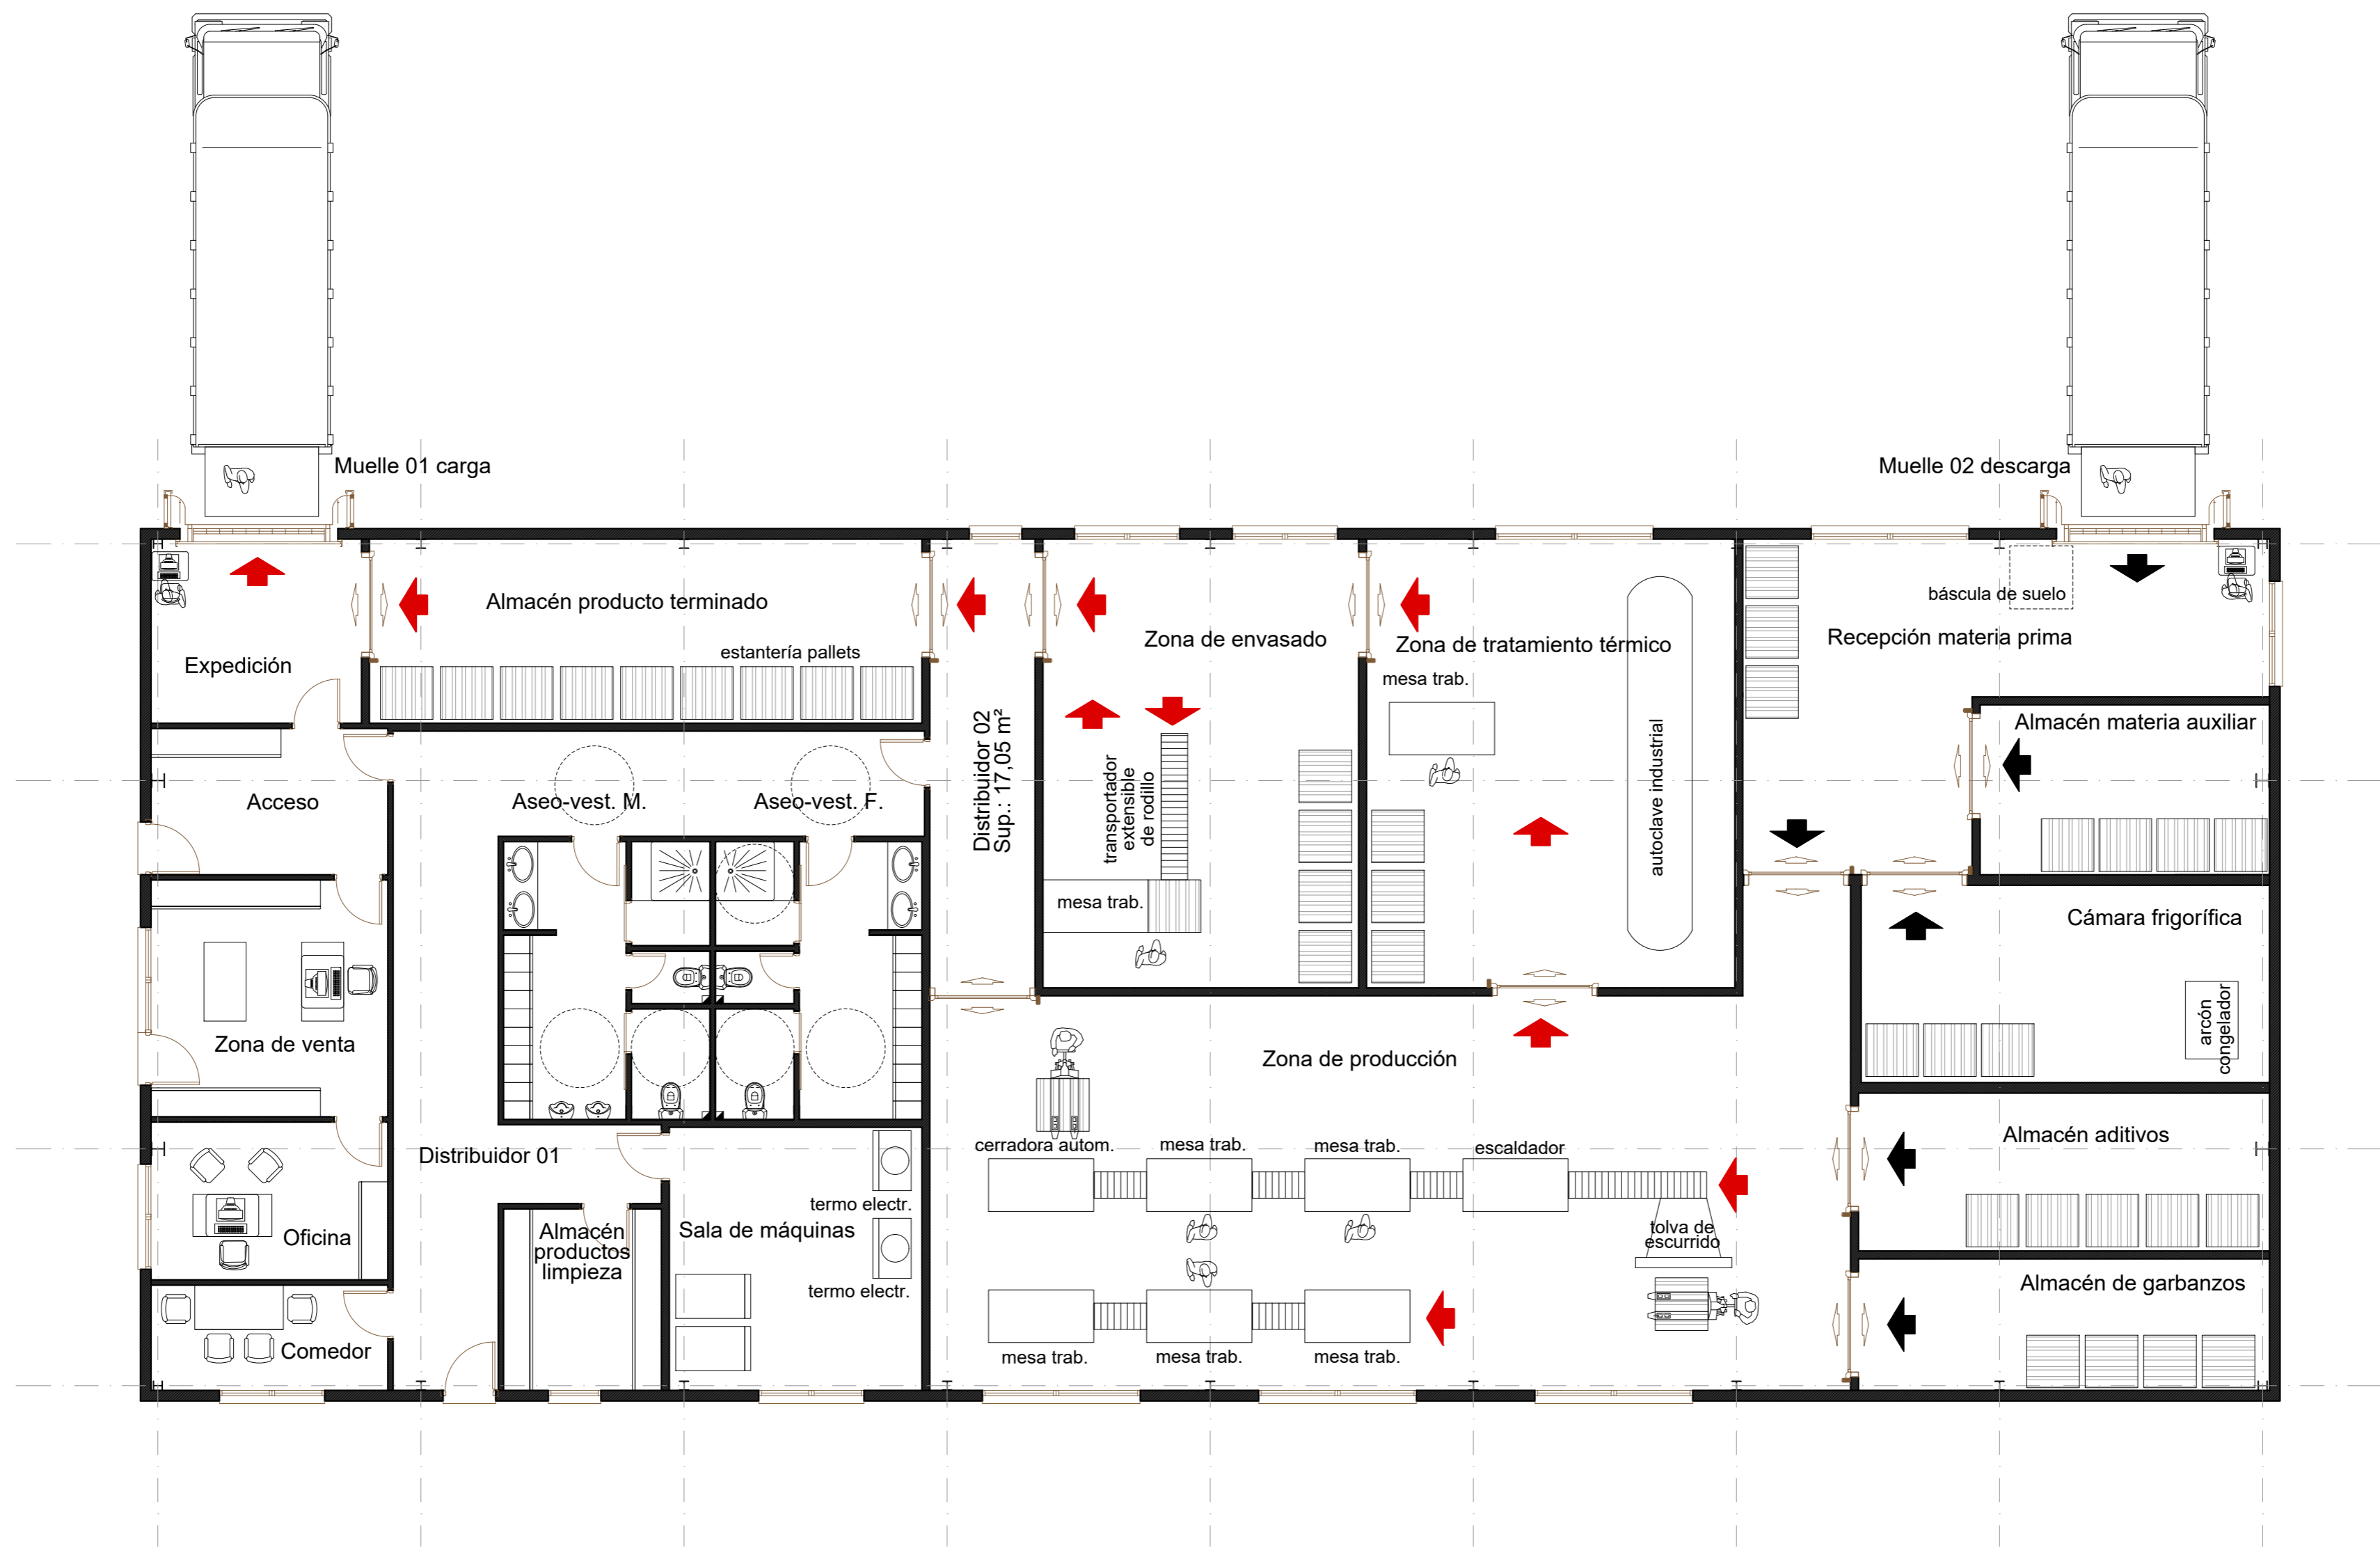 Muelle 01 carga
Muelle 02 descarga
Almacén producto terminado
estantería pallets
Expedición
Zona de envasado
Zona de tratamiento térmico
mesa trab.
báscula de suelo
Recepción materia prima
Almacén materia auxiliar
Acceso
Aseo-vest. M.
Aseo-vest. F.
Distribuidor 02
Sup.: 17,05 m²
transportador
extensible
de rodillo
mesa trab.
autoclave industrial
Cámara frigorífica
arcón
congelador
Zona de venta
Zona de producción
Distribuidor 01
cerradora autom.
mesa trab.
mesa trab.
escaldador
Almacén aditivos
termo electr.
Oficina
Almacén
productos
limpieza
Sala de máquinas
tolva de
escurrido
termo electr.
Almacén de garbanzos
Comedor
mesa trab.
mesa trab.
mesa trab.